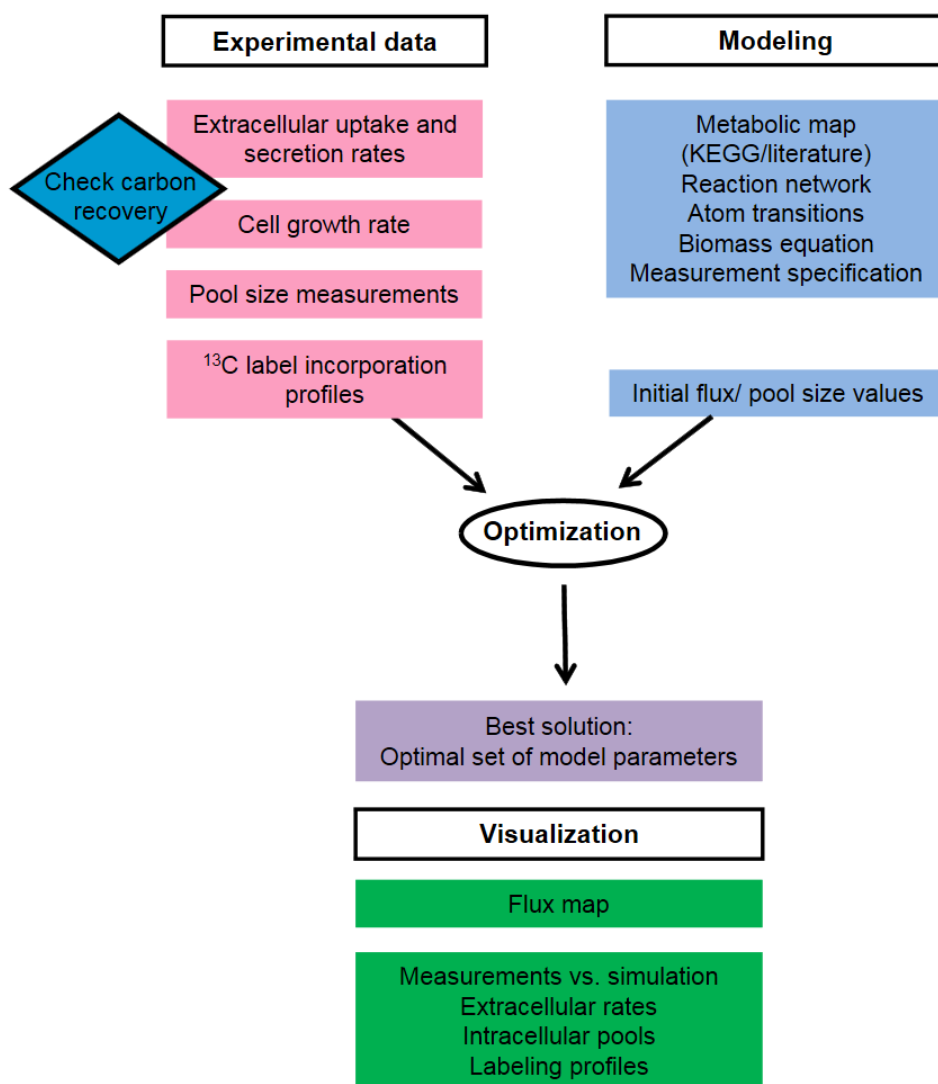 Experimental data
Modeling
Extracellular uptake and
secretion rates
Check carbon
recovery
Cell growth rate
Pool size measurements
¹³C label incorporation
profiles
Metabolic map
(KEGG/literature)
Reaction network
Atom transitions
Biomass equation
Measurement specification
Initial flux/ pool size values
Optimization
Best solution:
Optimal set of model parameters
Visualization
Flux map
Measurements vs. simulation
Extracellular rates
Intracellular pools
Labeling profiles